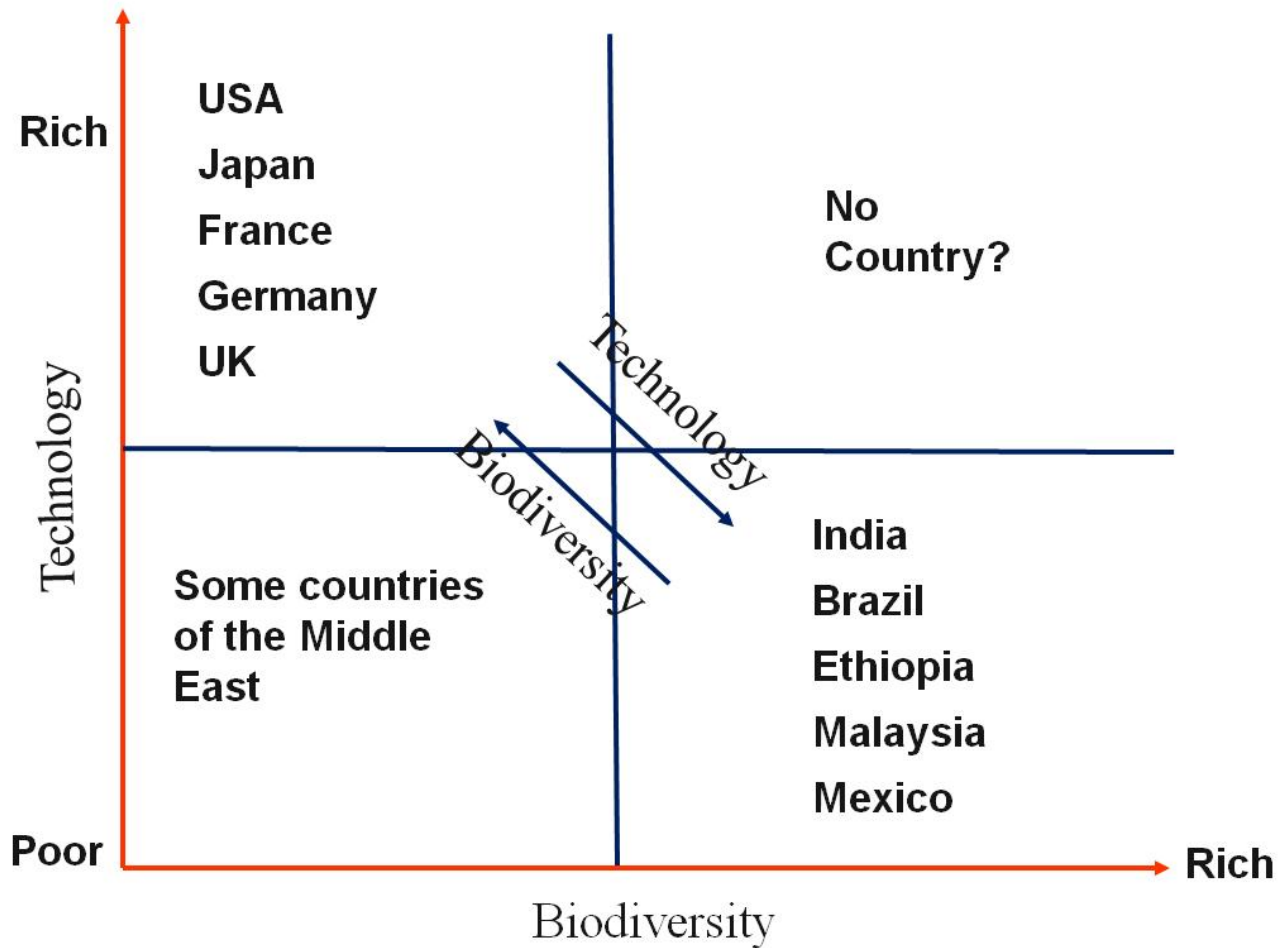 Rich
USA
Japan
France
Germany
UK
No
Country?
Technology
Technology
Biodiversity
Some countries
of the Middle
East
India
Brazil
Ethiopia
Malaysia
Mexico
Poor
Rich
Biodiversity